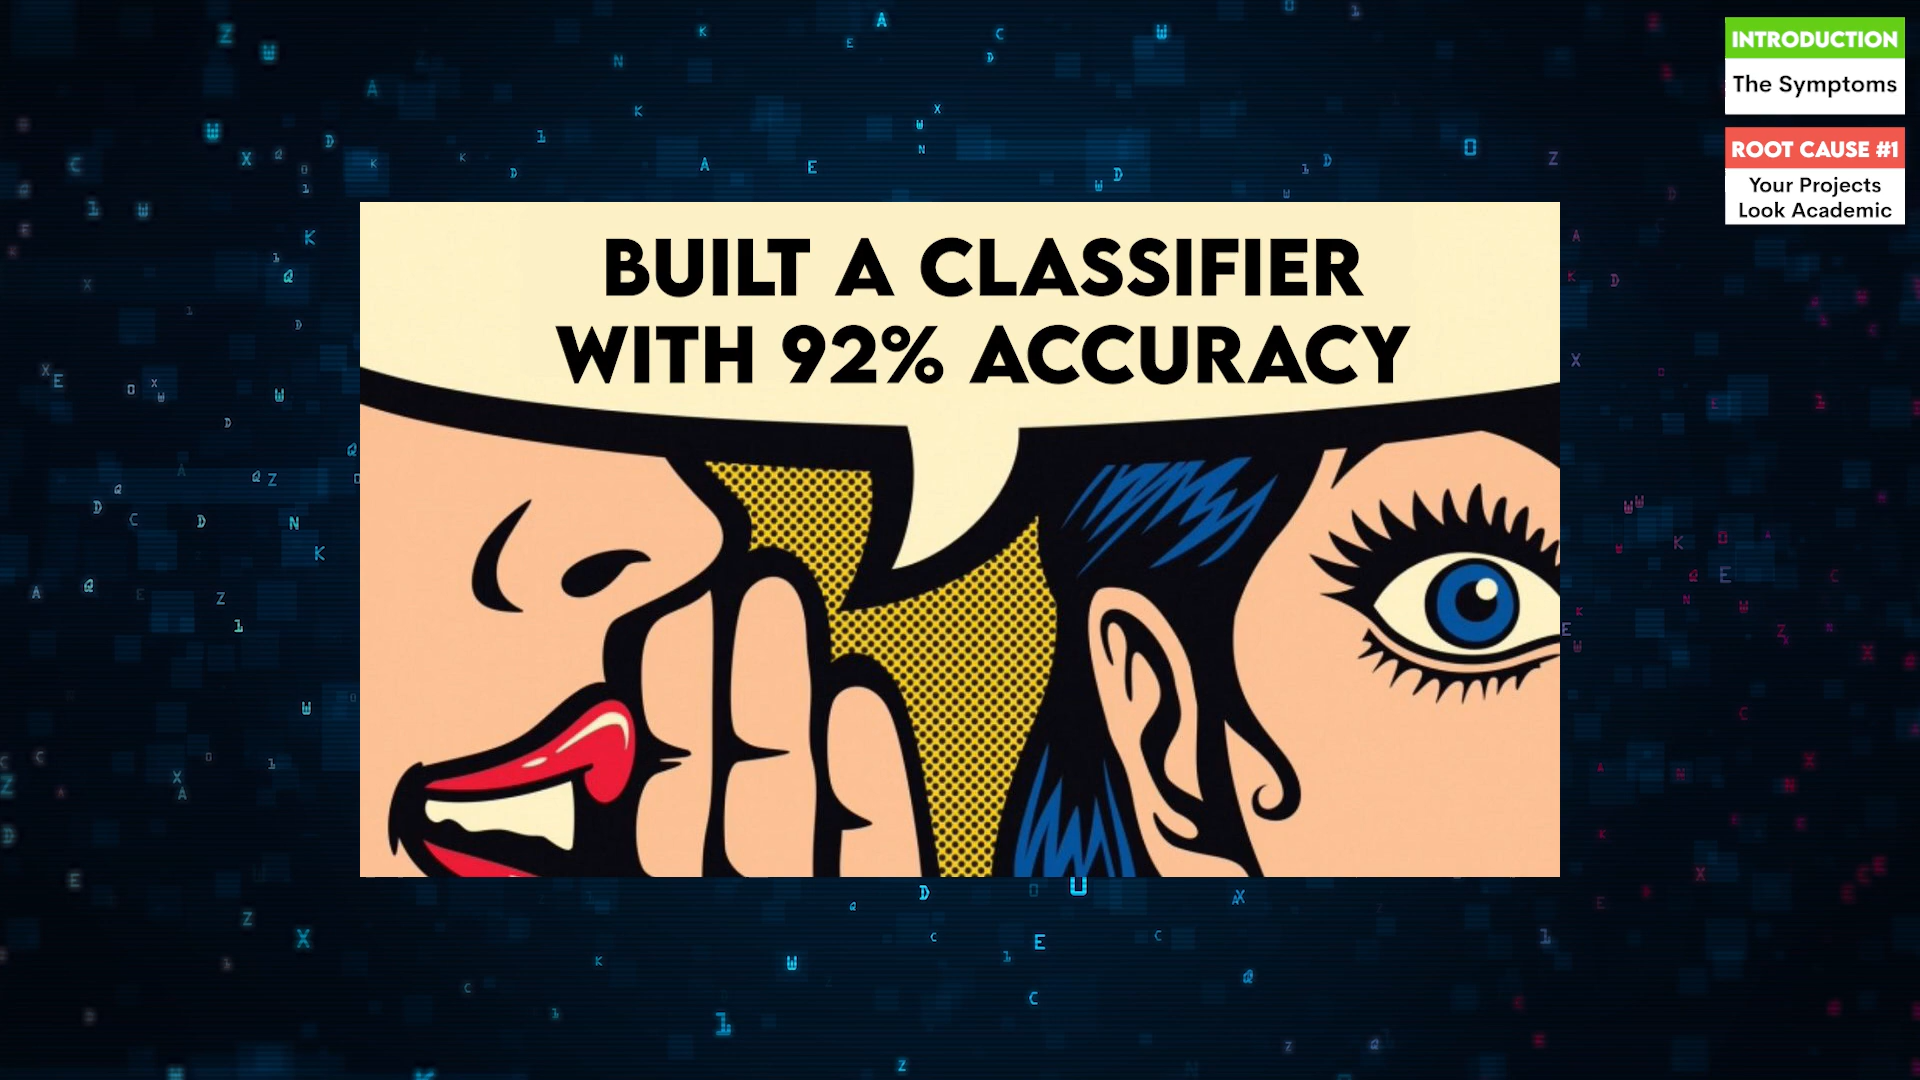 INTRODUCTION
The Symptoms
ROOT CAUSE #1
Your Projects
Look Academic
BUILT A CLASSIFIER
WITH 92% ACCURACY